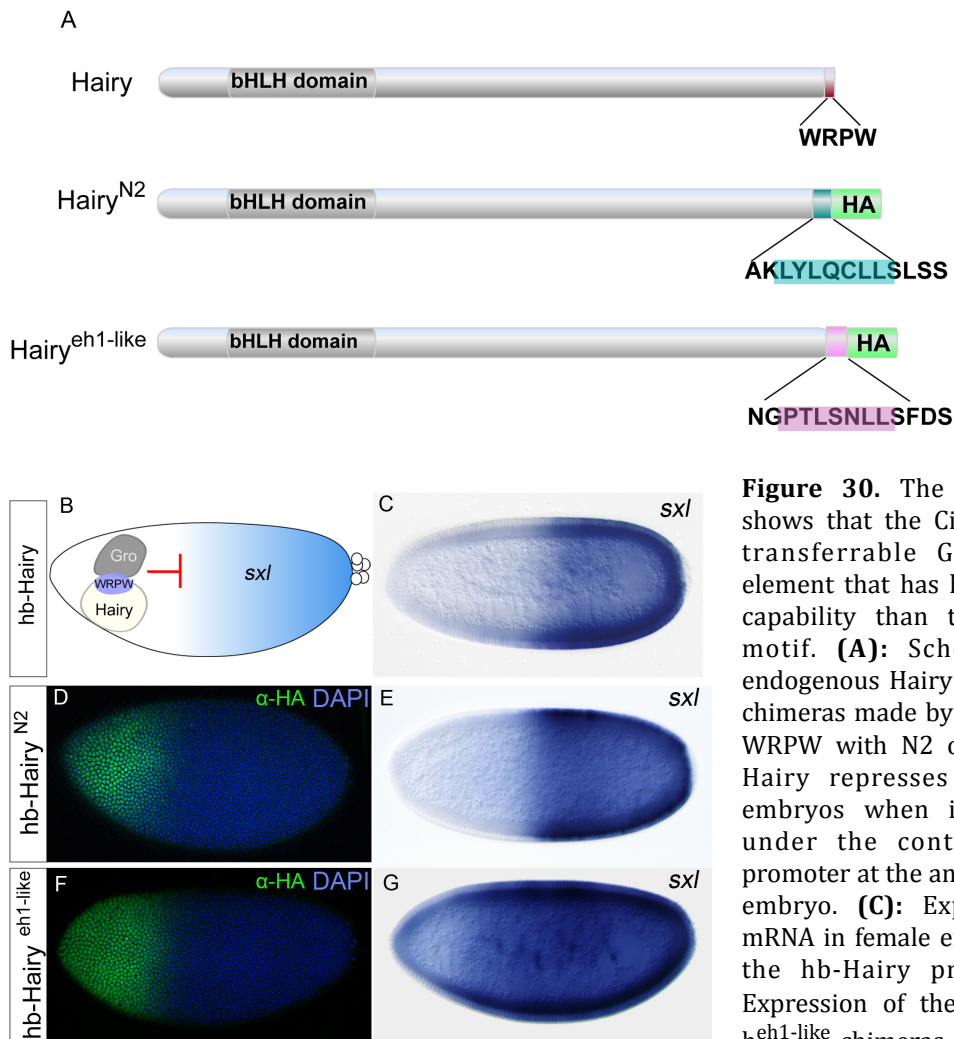 A
Hairy
bHLH domain
WRPW
Hairy^N2
bHLH domain
HA
AKLYLQCLLSLSS
Hairy^eh1-like
bHLH domain
HA
NGPTLSNLLSFDS
hb-Hairy
B
Gro
WRPW
Hairy
sxl
C
sxl
hb-Hairy^N2
D
α-HA DAPI
E
sxl
hb-Hairy^eh1-like
F
α-HA DAPI
G
sxl
Figure 30. The
shows that the Ci
transferrable G
element that has h
capability than t
motif. (A): Sch
endogenous Hairy
chimeras made by
WRPW with N2 o
Hairy represses
embryos when i
under the cont
promoter at the an
embryo. (C): Exp
mRNA in female e
the hb-Hairy pr
Expression of the
eh1-like chimeras